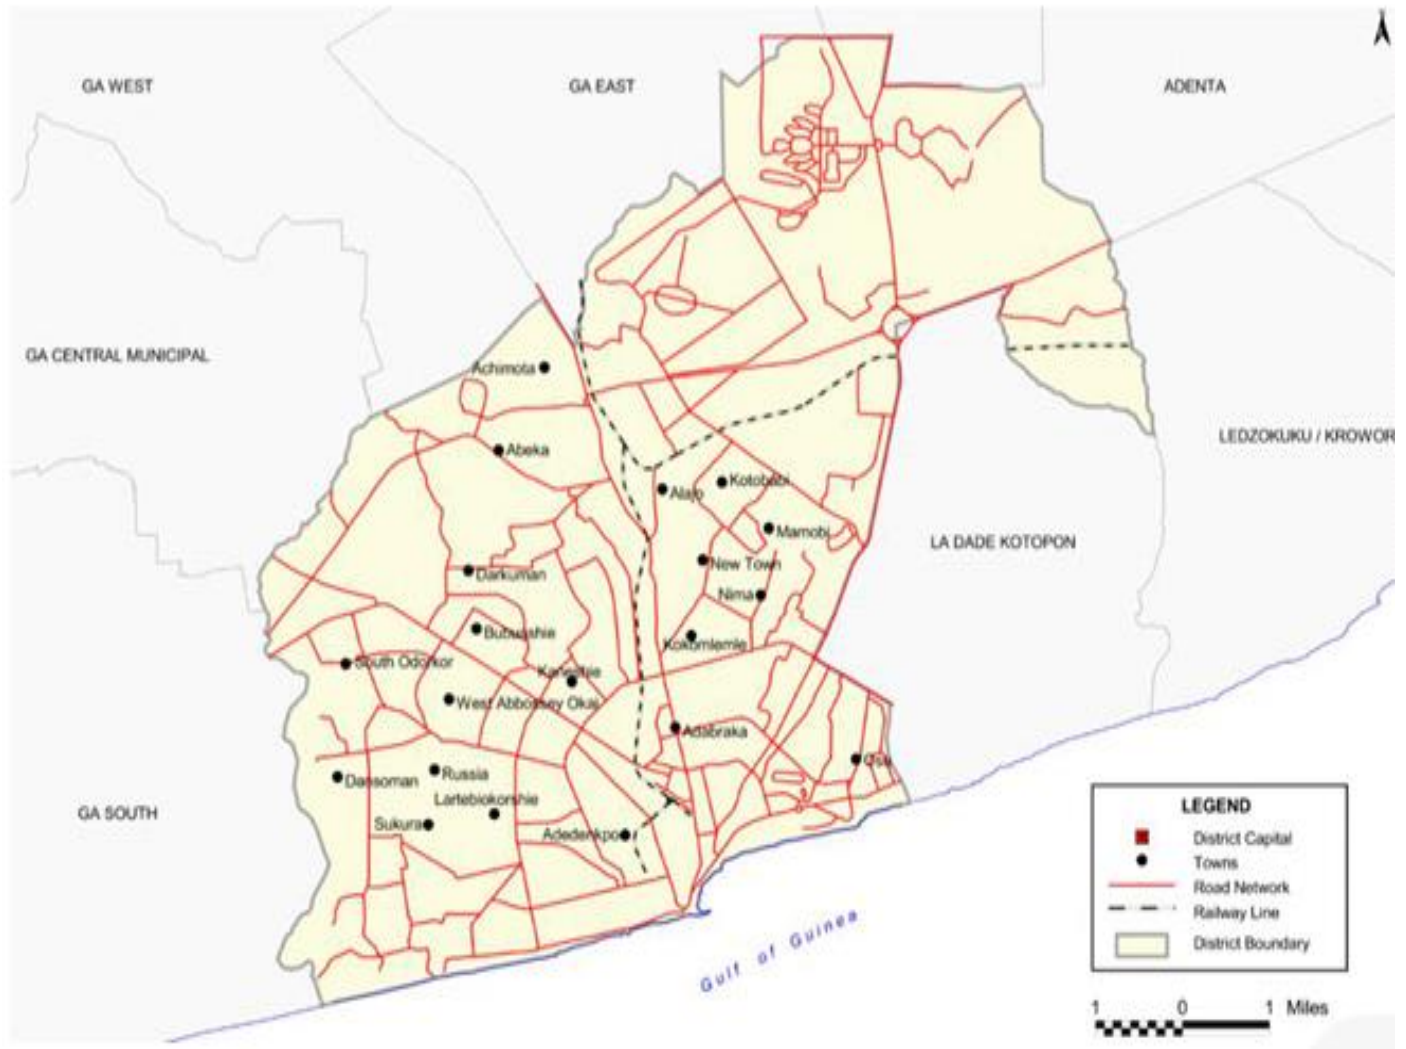 GA WEST
GA EAST
ADENTA
GA CENTRAL MUNICIPAL
Achimota
LEDZOKUKU / KROWOR
Abeka
Kotobabi
Alajo
Mamobi
LA DADE KOTOPON
New Town
Darkuman
Nima
Bubuashie
Kokomlemle
South Odorkor
Kaneshie
West Abbossey Okai
Adabraka
Osu
Dansoman
Russia
Lartebiokorshie
GA SOUTH
Sukura
Adedenkpo
Gulf of Guinea
LEGEND
District Capital
Towns
Road Network
Railway Line
District Boundary
1 0 1 Miles